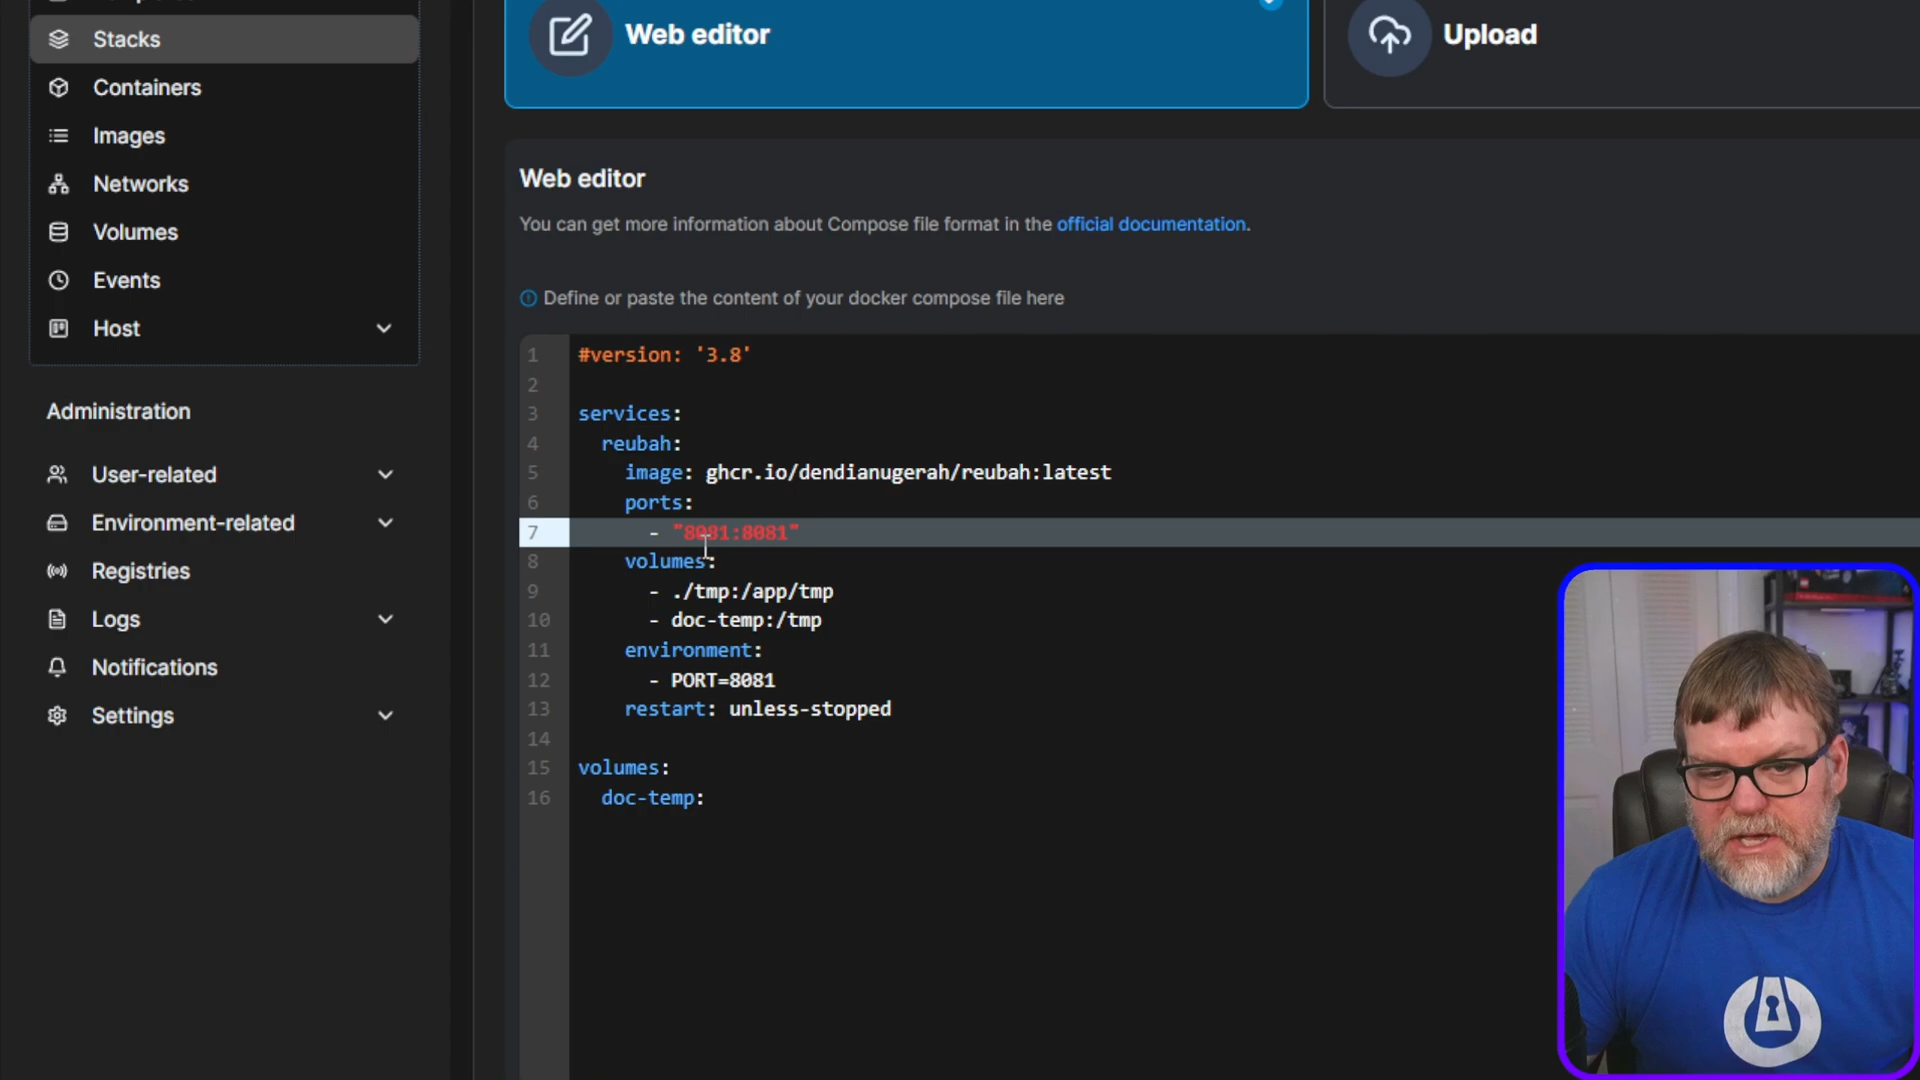 Stacks
Containers
Images
Networks
Volumes
Events
Host
Administration
User-related
Environment-related
Registries
Logs
Notifications
Settings
Web editor
Upload
Web editor
You can get more information about Compose file format in the official documentation.
Define or paste the content of your docker compose file here
1 #version: '3.8'
2
3 services:
4 reubah:
5 image: ghcr.io/dendianugerah/reubah:latest
6 ports:
7 - "8081:8081"
8 volumes:
9 - ./tmp:/app/tmp
10 - doc-temp:/tmp
11 environment:
12 - PORT=8081
13 restart: unless-stopped
14
15 volumes:
16 doc-temp: